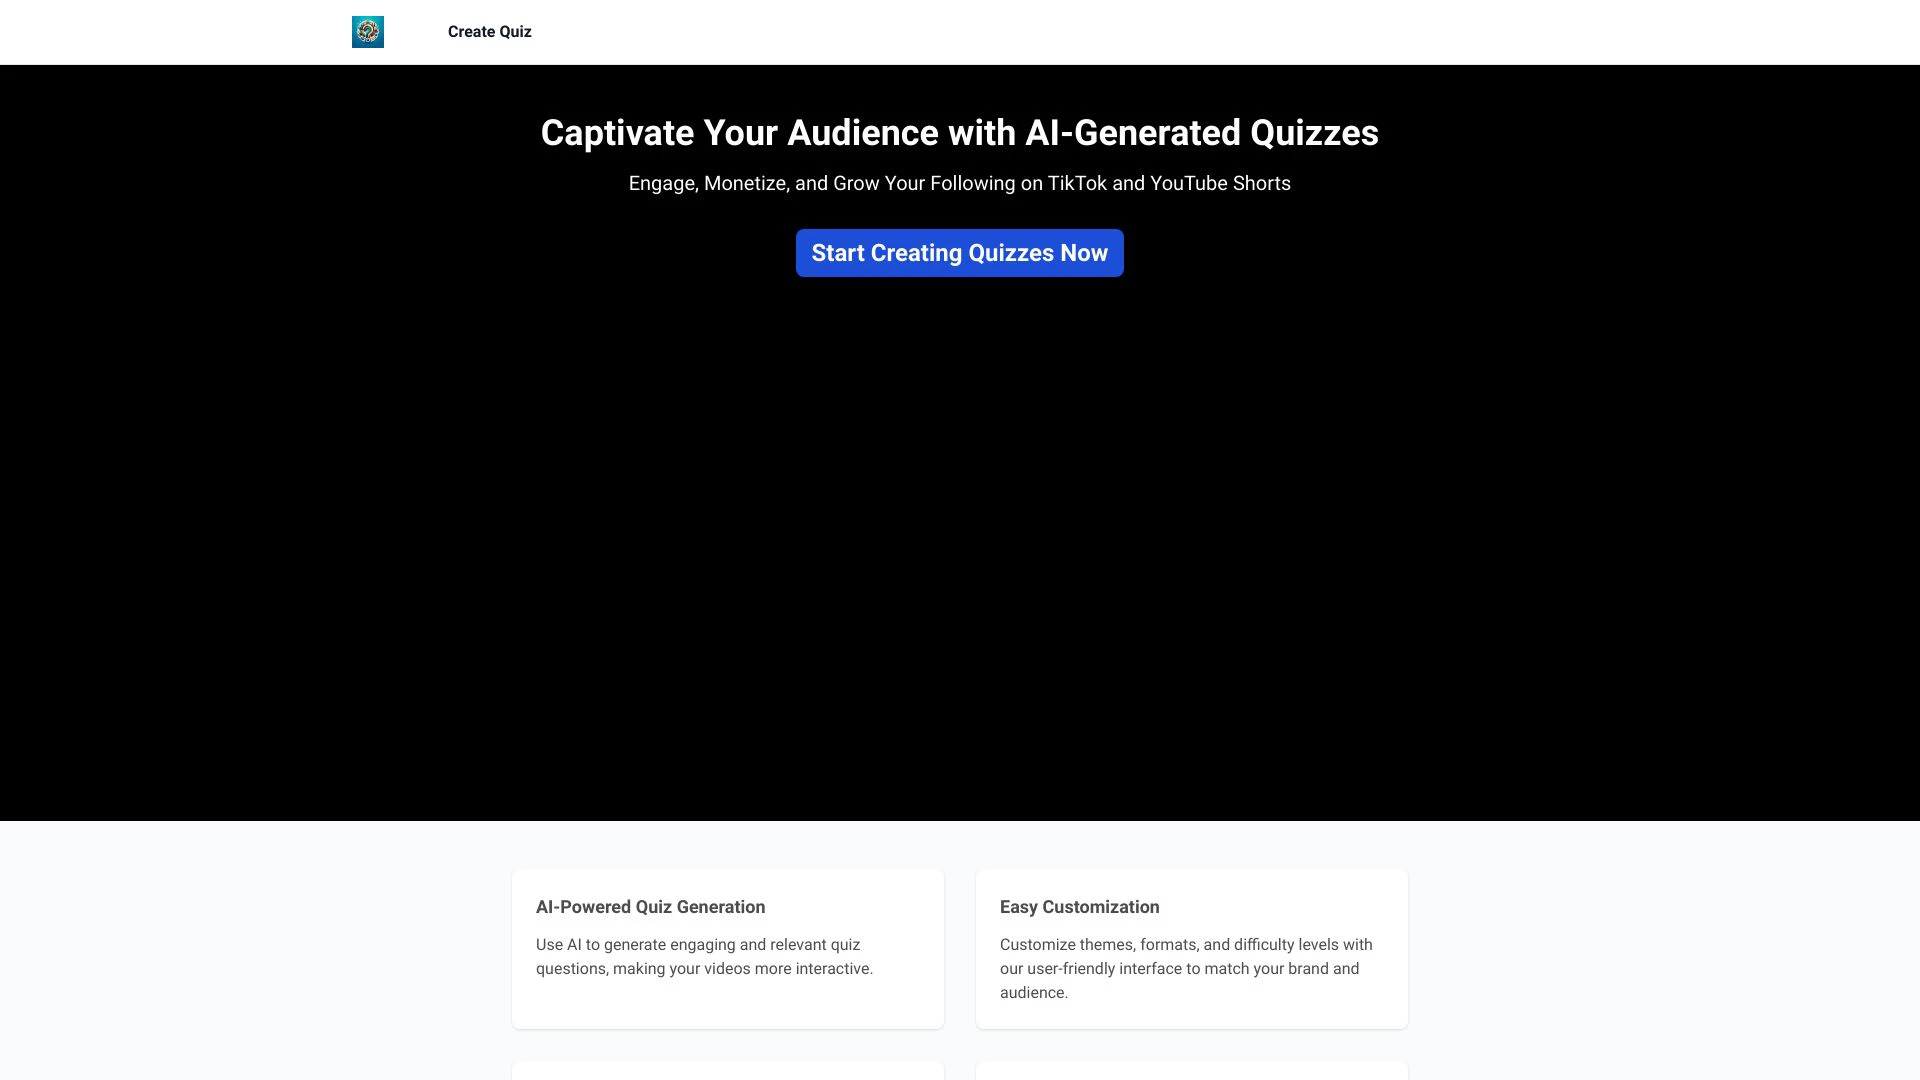 Create Quiz
Captivate Your Audience with AI-Generated Quizzes
Engage, Monetize, and Grow Your Following on TikTok and YouTube Shorts
Start Creating Quizzes Now
AI-Powered Quiz Generation
Use AI to generate engaging and relevant quiz
questions, making your videos more interactive.
Easy Customization
Customize themes, formats, and difficulty levels with
our user-friendly interface to match your brand and
audience.